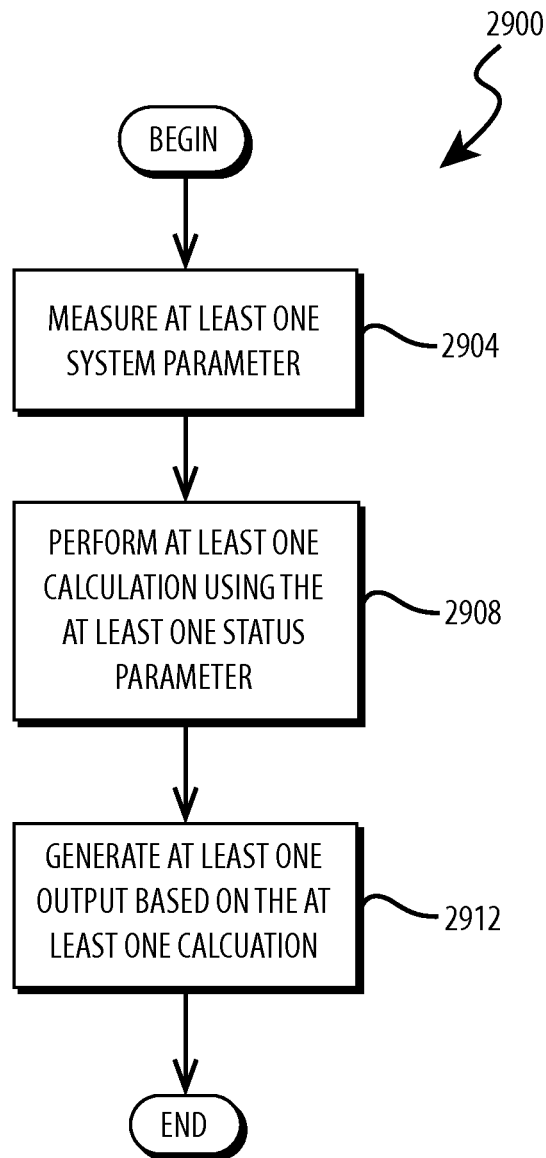 2900
BEGIN
MEASURE AT LEAST ONE
SYSTEM PARAMETER
2904
PERFORM AT LEAST ONE
CALCULATION USING THE
AT LEAST ONE STATUS
PARAMETER
2908
GENERATE AT LEAST ONE
OUTPUT BASED ON THE AT
LEAST ONE CALCUATION
2912
END